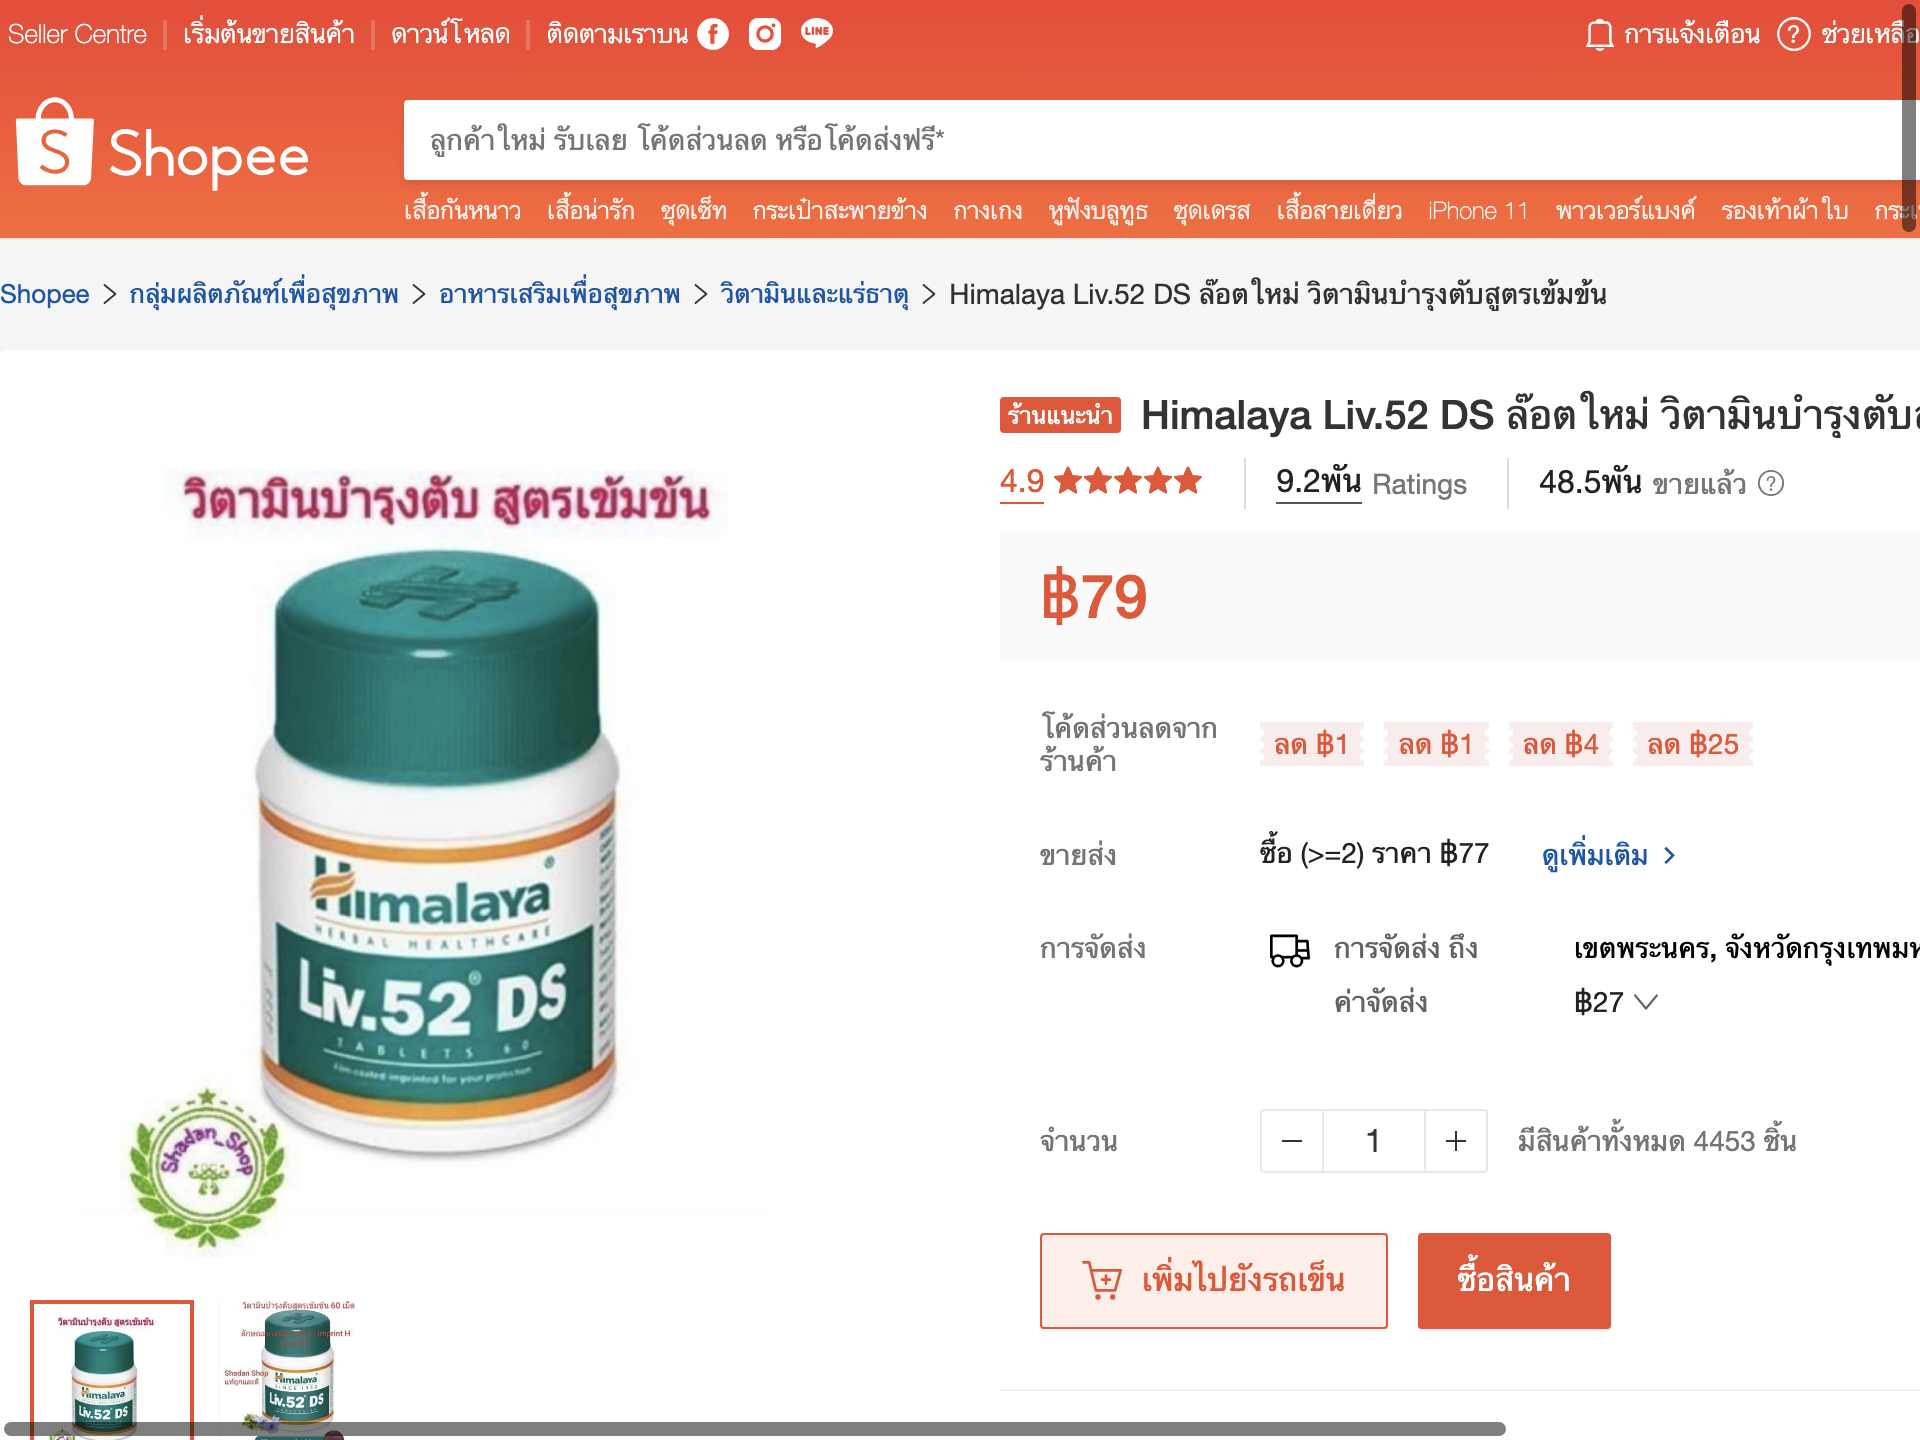 Seller Centre เริ่มต้นขายสินค้า ดาวน์โหลด ติดตามเราบน LINE การแจ้งเตือน ช่วยเหลือ
Shopee
ลูกค้าใหม่ รับเลย โค้ดส่วนลด หรือโค้ดส่งฟรี*
เสื้อกันหนาว เสื้อน่ารัก ชุดเซ็ท กระเป๋าสะพายข้าง กางเกง หูฟังบลูทูธ ชุดเดรส เสื้อสายเดี่ยว iPhone 11 พาวเวอร์แบงค์ รองเท้าผ้าใบ
Shopee > กลุ่มผลิตภัณฑ์เพื่อสุขภาพ > อาหารเสริมเพื่อสุขภาพ > วิตามินและแร่ธาตุ > Himalaya Liv.52 DS ล๊อตใหม่ วิตามินบำรุงตับสูตรเข้มข้น
ร้านแนะนำ Himalaya Liv.52 DS ล๊อตใหม่ วิตามินบำรุงตับ
4.9 9.2พัน Ratings 48.5พัน ขายแล้ว ?
฿79
โค้ดส่วนลดจากร้านค้า ลด ฿1 ลด ฿1 ลด ฿4 ลด ฿25
ขายส่ง ซื้อ (>=2) ราคา ฿77 ดูเพิ่มเติม >
การจัดส่ง การจัดส่ง ถึง เขตพระนคร, จังหวัดกรุงเทพมห
ค่าจัดส่ง ฿27
จำนวน − 1 + มีสินค้าทั้งหมด 4453 ชิ้น
เพิ่มไปยังรถเข็น ซื้อสินค้า
วิตามินบำรุงตับ สูตรเข้มข้น
Himalaya
HERBAL HEALTHCARE
Liv.52 DS
TABLETS 60
Film-coated imprinted for your protection
Shadan_Shop
วิตามินบำรุงตับ สูตรเข้มข้น
Himalaya
Liv.52 DS
วิตามินบำรุงตับสูตรเข้มข้น 60 เม็ด
imprint H
Shadan Shop
Himalaya
SINCE 1930
Liv.52 DS